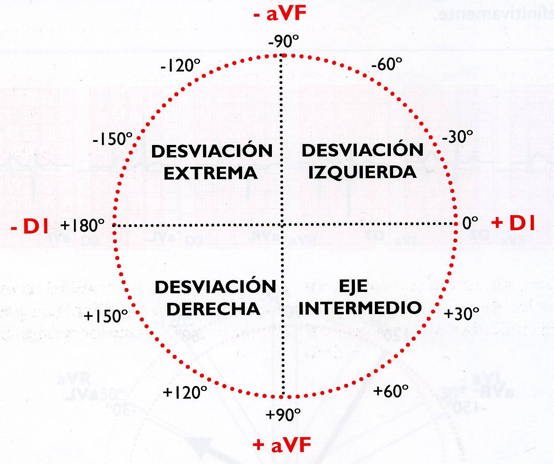 - aVF
-90°
-120°
-60°
-150°
-30°
DESVIACIÓN
EXTREMA
DESVIACIÓN
IZQUIERDA
- DI
+180°
0°
+ DI
DESVIACIÓN
DERECHA
EJE
INTERMEDIO
+150°
+30°
+120°
+60°
+90°
+ aVF